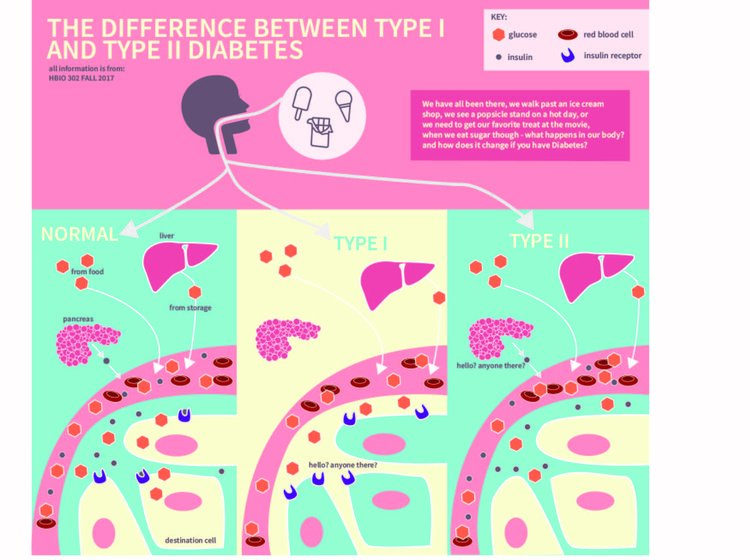 THE DIFFERENCE BETWEEN TYPE I
AND TYPE II DIABETES
all information is from:
HBIO 302 FALL 2017
KEY:
glucose
red blood cell
insulin
insulin receptor
We have all been there, we walk past an ice cream
shop, we see a popsicle stand on a hot day, or
we need to get our favorite treat at the movie,
when we eat sugar though - what happens in our body?
and how does it change if you have Diabetes?
NORMAL
liver
from food
from storage
pancreas
destination cell
TYPE I
hello? anyone there?
TYPE II
hello? anyone there?